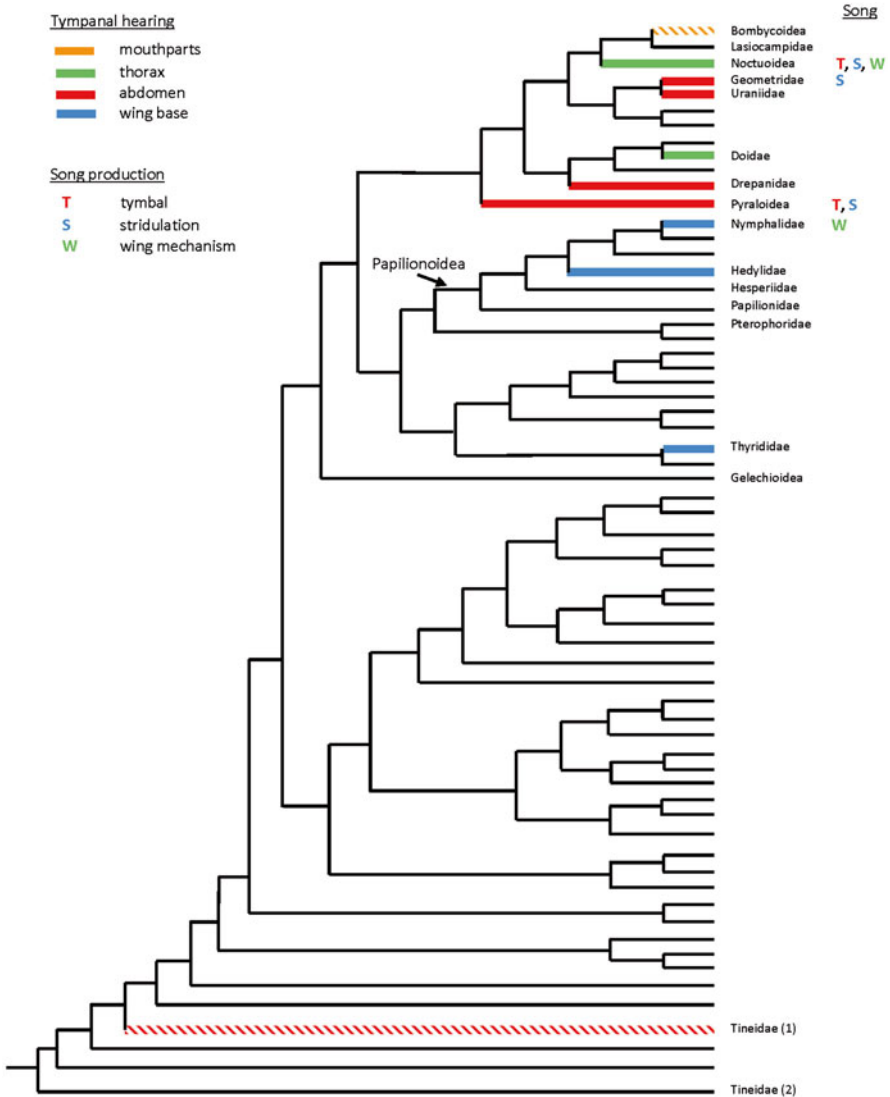 Tympanal hearing
mouthparts
thorax
abdomen
wing base
Song production
T tymbal
S stridulation
W wing mechanism
Papilionoidea
Song
Bombycoidea
Lasiocampidae
Noctuoidea T, S, W
Geometridae S
Uraniidae
Doidae
Drepanidae
Pyraloidea T, S
Nymphalidae W
Hedylidae
Hesperiidae
Papilionidae
Pterophoridae
Thyrididae
Gelechioidea
Tineidae (1)
Tineidae (2)